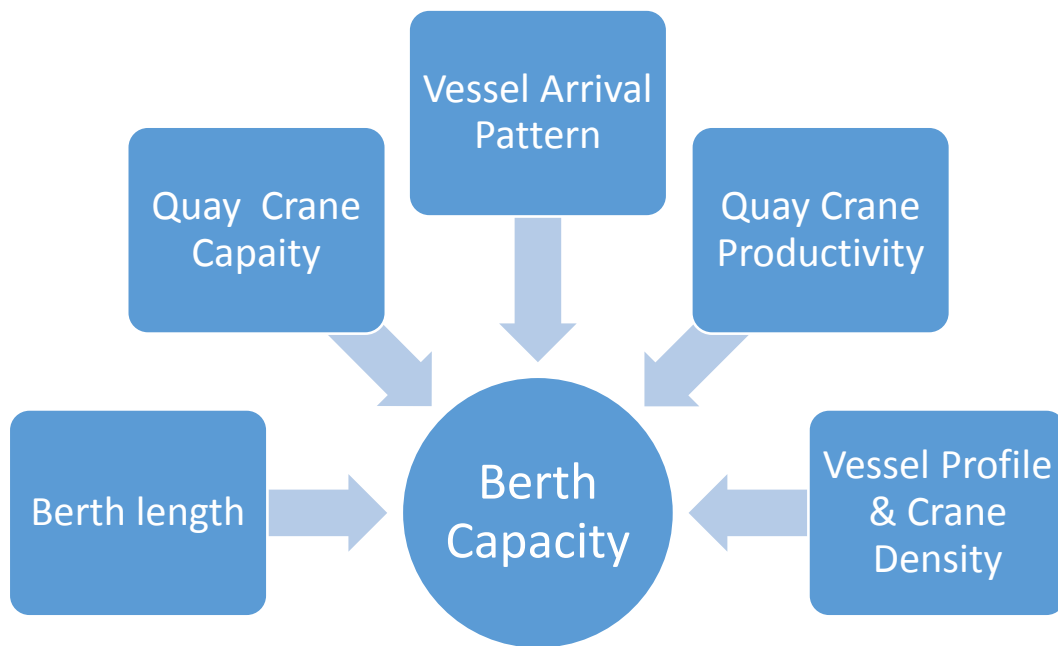 Vessel Arrival
Pattern
Quay  Crane
Capaity
Quay Crane
Productivity
Berth length
Berth
Capacity
Vessel Profile
& Crane
Density